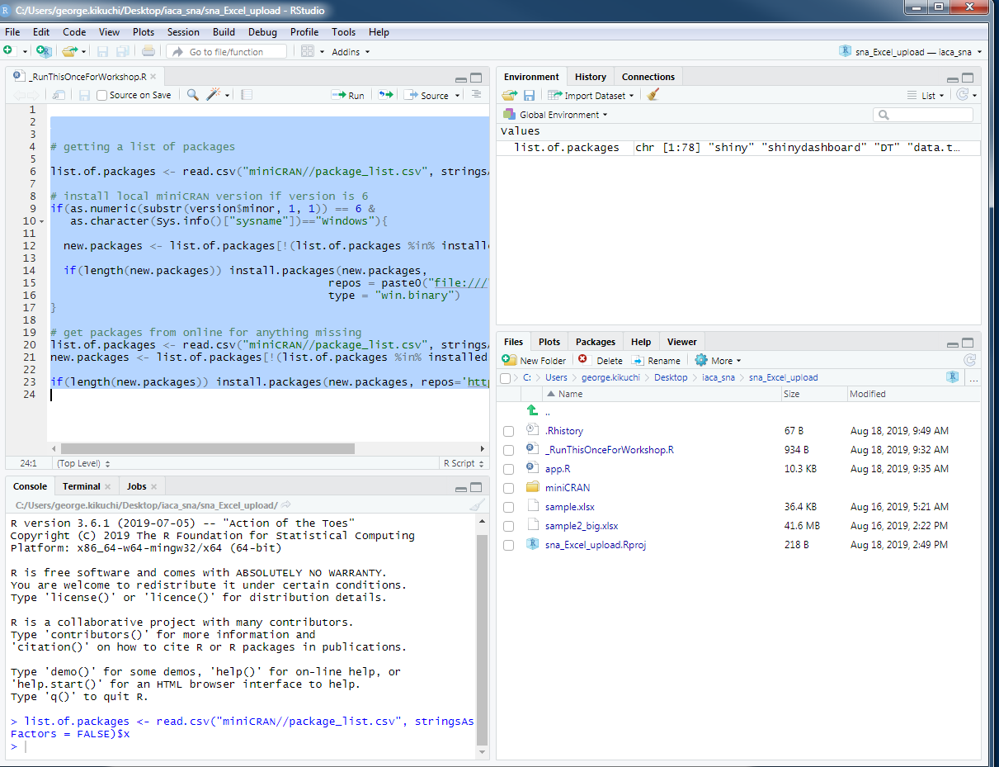 C:/Users/george.kikuchi/Desktop/iaca_sna/sna_Excel_upload - RStudio
File Edit Code View Plots Session Build Debug Profile Tools Help
Go to file/function Addins sna_Excel_upload — iaca_sna
_RunThisOnceForWorkshop.R
Source on Save Run Source
1
2
3
4 # getting a list of packages
5
6 list.of.packages <- read.csv("miniCRAN//package_list.csv", stringsA
7
8 # install local miniCRAN version if version is 6
9 if(as.numeric(substr(version$minor, 1, 1)) == 6 &
10 as.character(Sys.info()["sysname"])=="Windows"){
11
12 new.packages <- list.of.packages[!(list.of.packages %in% installe
13
14 if(length(new.packages)) install.packages(new.packages,
15 repos = paste0("file:///"
16 type = "win.binary")
17 }
18
19 # get packages from online for anything missing
20 list.of.packages <- read.csv("miniCRAN//package_list.csv", stringsA
21 new.packages <- list.of.packages[!(list.of.packages %in% installed
22
23 if(length(new.packages)) install.packages(new.packages, repos='http
24
24:1 (Top Level) R Script
Console Terminal Jobs
C:/Users/george.kikuchi/Desktop/iaca_sna/sna_Excel_upload/
R version 3.6.1 (2019-07-05) -- "Action of the Toes"
Copyright (C) 2019 The R Foundation for Statistical Computing
Platform: x86_64-w64-mingw32/x64 (64-bit)
R is free software and comes with ABSOLUTELY NO WARRANTY.
You are welcome to redistribute it under certain conditions.
Type 'license()' or 'licence()' for distribution details.
R is a collaborative project with many contributors.
Type 'contributors()' for more information and
'citation()' on how to cite R or R packages in publications.
Type 'demo()' for some demos, 'help()' for on-line help, or
'help.start()' for an HTML browser interface to help.
Type 'q()' to quit R.
> list.of.packages <- read.csv("miniCRAN//package_list.csv", stringsAs
Factors = FALSE)$x
>
Environment History Connections
Import Dataset List
Global Environment
Values
list.of.packages chr [1:78] "shiny" "shinydashboard" "DT" "data.t…
Files Plots Packages Help Viewer
New Folder Delete Rename More
C: Users george.kikuchi Desktop iaca_sna sna_Excel_upload ...
Name Size Modified
..
.Rhistory 67 B Aug 18, 2019, 9:49 AM
_RunThisOnceForWorkshop.R 934 B Aug 18, 2019, 9:32 AM
app.R 10.3 KB Aug 18, 2019, 9:35 AM
miniCRAN
sample.xlsx 36.4 KB Aug 16, 2019, 5:21 AM
sample2_big.xlsx 41.6 MB Aug 16, 2019, 2:22 PM
sna_Excel_upload.Rproj 218 B Aug 18, 2019, 2:49 PM